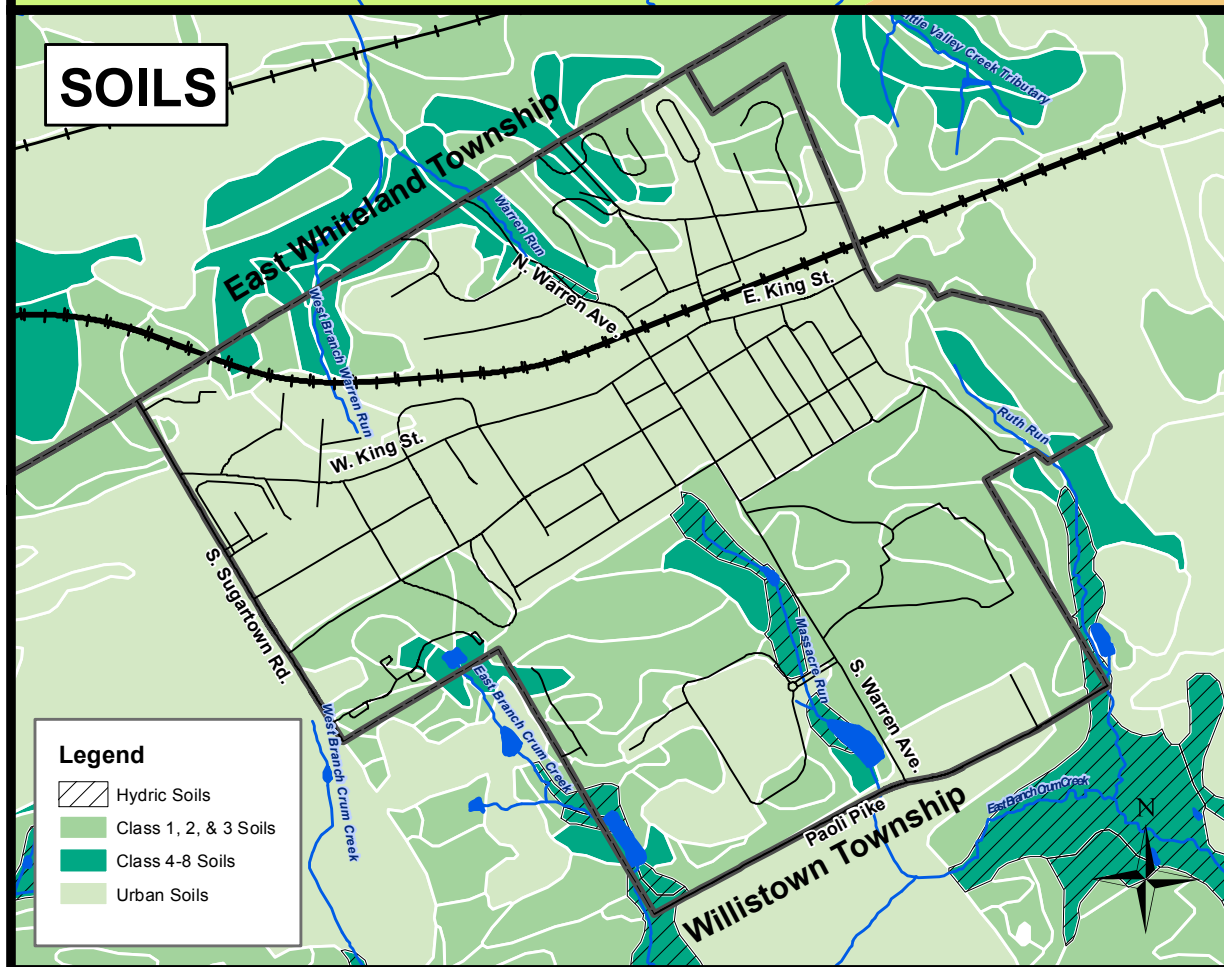 SOILS
Little Valley Creek Tributary
East Whiteland Township
Warren Run
N. Warren Ave.
E. King St.
West Branch Warren Run
W. King St.
Ruth Run
S. Sugartown Rd.
Massacre Run
S. Warren Ave.
East Branch Crum Creek
West Branch Crum Creek
Paoli Pike
Willistown Township
East Branch Crum Creek
N
Legend
Hydric Soils
Class 1, 2, & 3 Soils
Class 4-8 Soils
Urban Soils